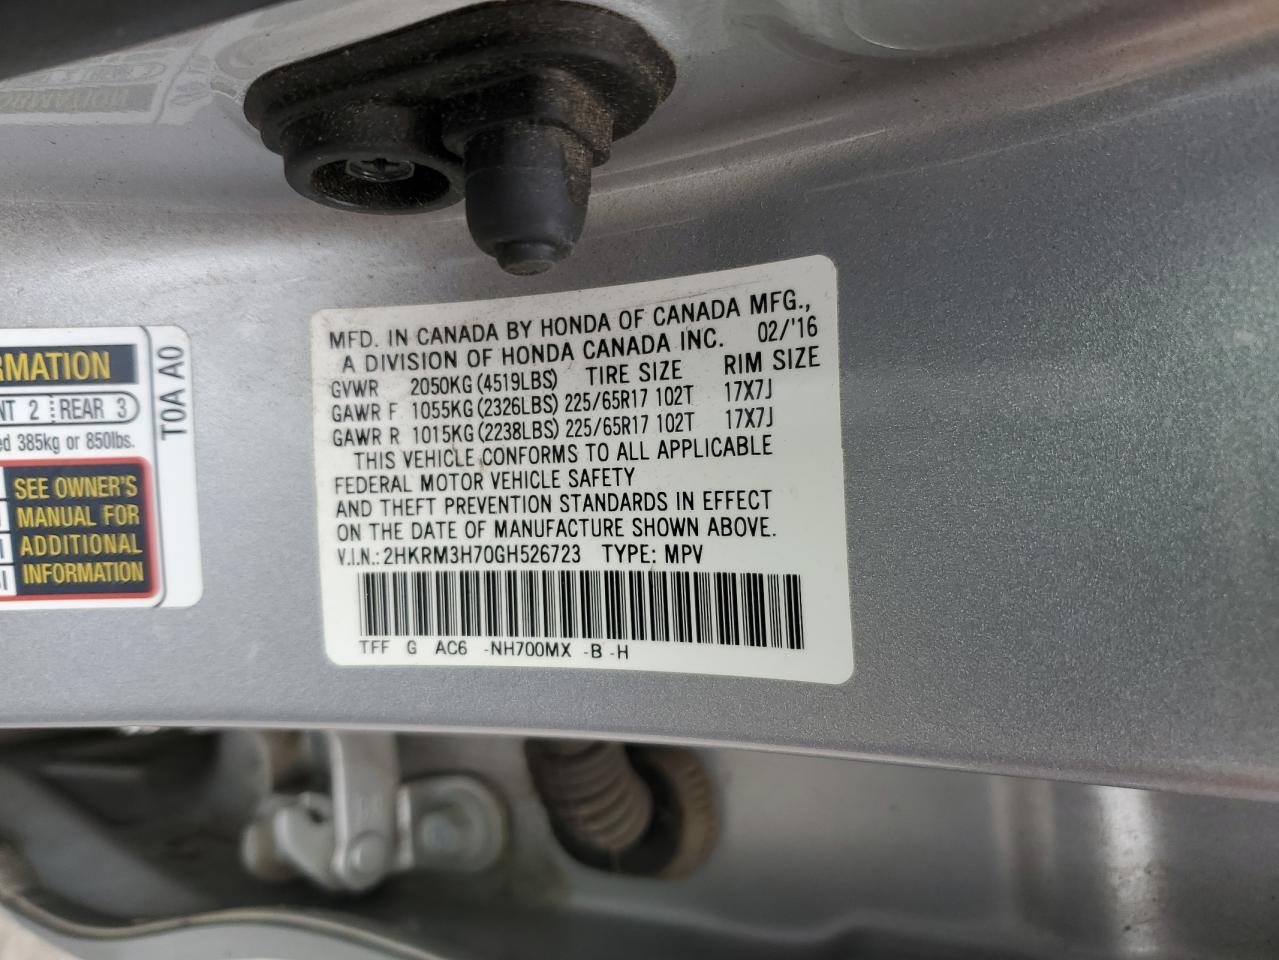 RMATION
NT 2 REAR 3
ed 385kg or 850lbs.
SEE OWNER'S
MANUAL FOR
ADDITIONAL
INFORMATION
T0A A0
MFD. IN CANADA BY HONDA OF CANADA MFG.,
A DIVISION OF HONDA CANADA INC. 02/'16
GVWR 2050KG (4519LBS) TIRE SIZE RIM SIZE
GAWR F 1055KG (2326LBS) 225/65R17 102T 17X7J
GAWR R 1015KG (2238LBS) 225/65R17 102T 17X7J
THIS VEHICLE CONFORMS TO ALL APPLICABLE
FEDERAL MOTOR VEHICLE SAFETY
AND THEFT PREVENTION STANDARDS IN EFFECT
ON THE DATE OF MANUFACTURE SHOWN ABOVE.
V.I.N.: 2HKRM3H70GH526723 TYPE: MPV
TFF G AC6 -NH700MX -B -H